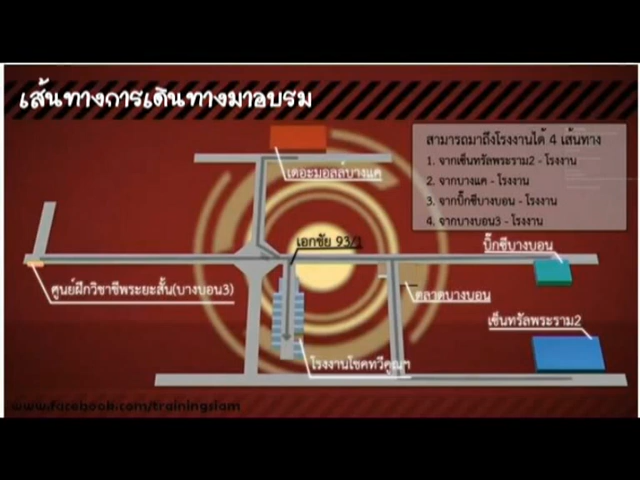 เส้นทางการเดินทางมาอบรม
สามารถมาถึงโรงงานได้ 4 เส้นทาง
1. จากเซ็นทรัลพระราม2 - โรงงาน
2. จากบางแค - โรงงาน
3. จากบิ๊กซีบางบอน - โรงงาน
4. จากบางบอน3 - โรงงาน
เดอะมอลล์บางแค
เอกชัย 93/1
บิ๊กซีบางบอน
ศูนย์ฝึกวิชาชีพระยะสั้น(บางบอน3)
ตลาดบางบอน
เซ็นทรัลพระราม2
โรงงานโชคทวีคูณฯ
www.facebook.com/trainingsiam